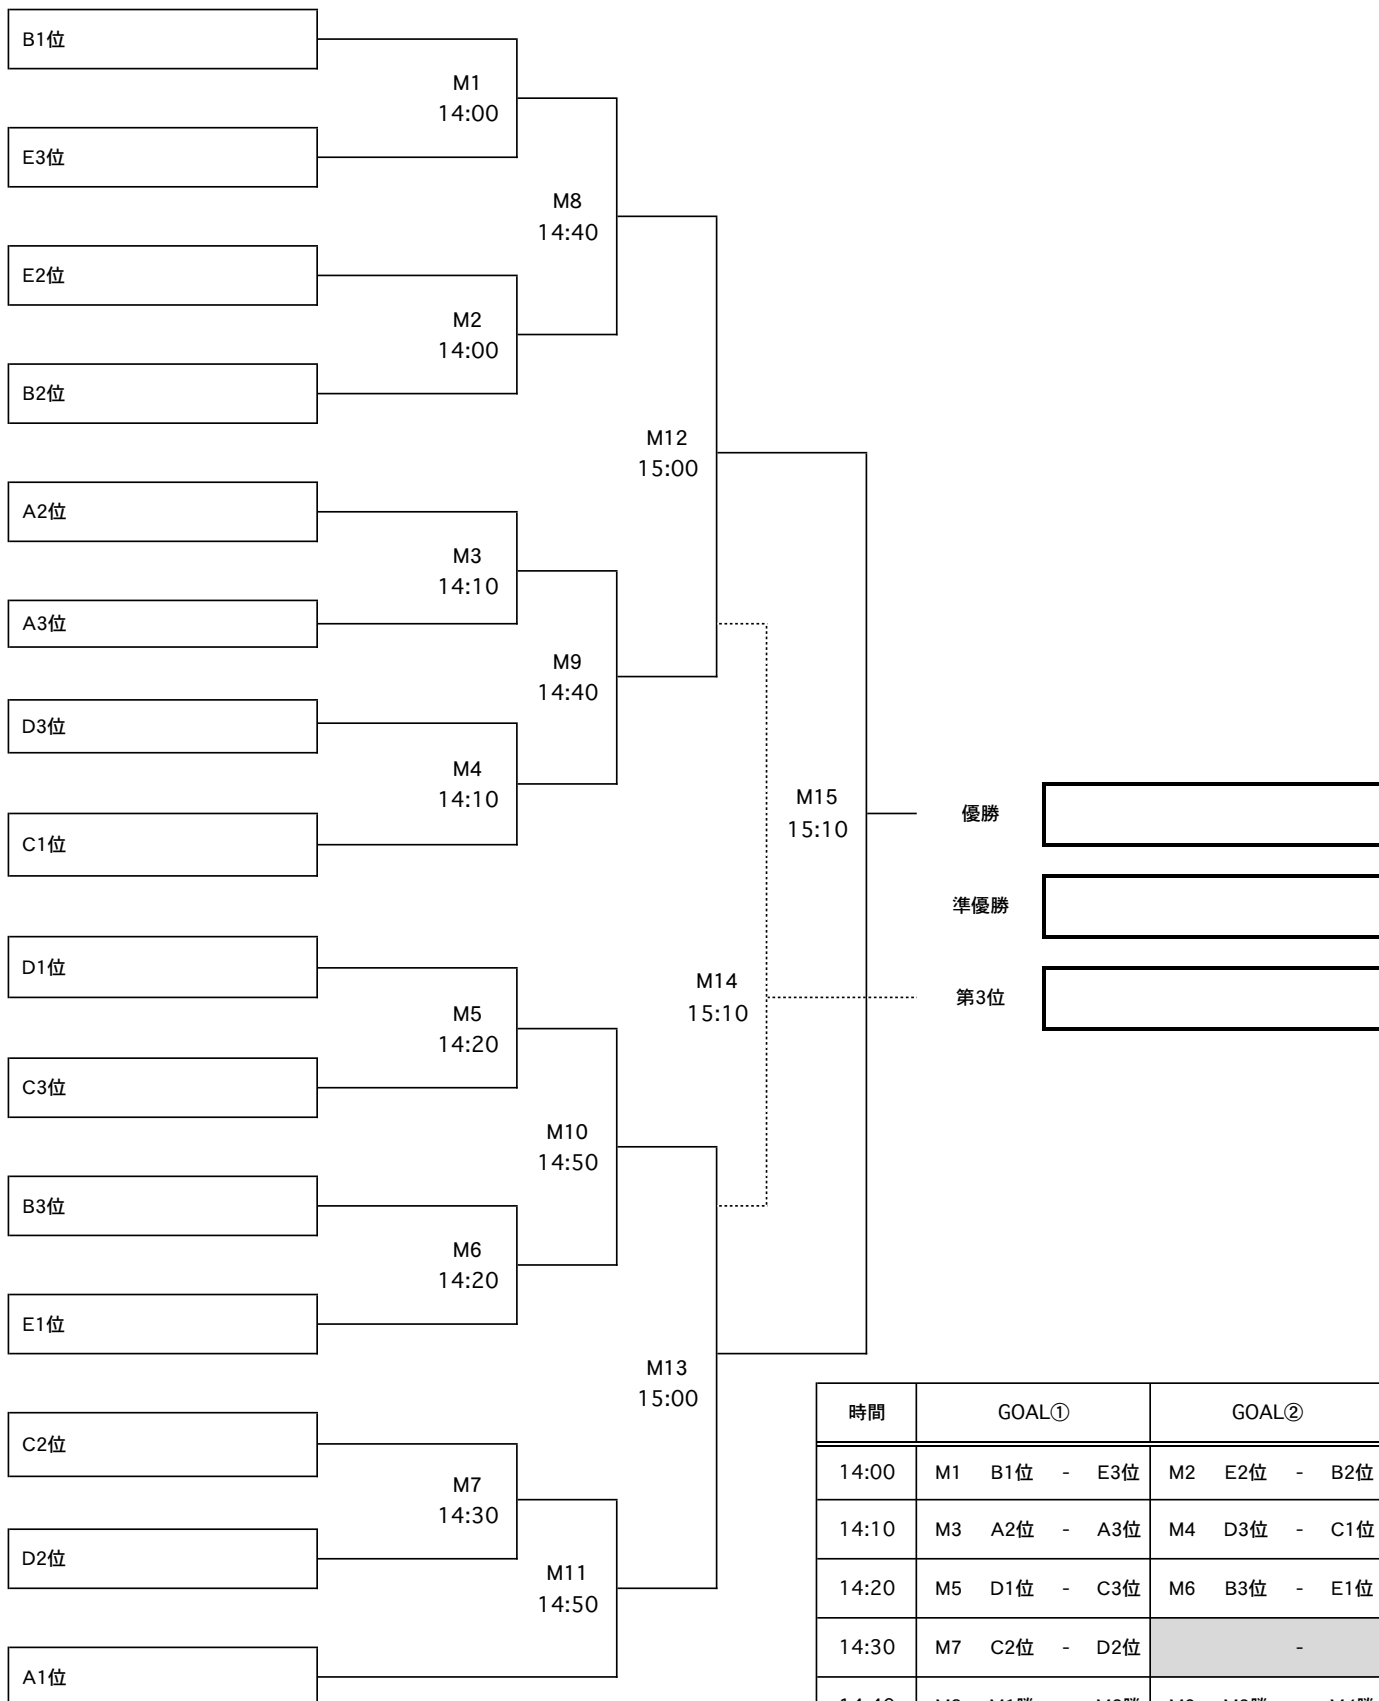 B1位
M1
14:00
E3位
M8
14:40
E2位
M2
14:00
B2位
M12
15:00
A2位
M3
14:10
A3位
M9
14:40
D3位
M4
14:10
C1位
M15
15:10
優勝
準優勝
第3位
D1位
M14
15:10
M5
14:20
C3位
M10
14:50
B3位
M6
14:20
E1位
M13
15:00
C2位
M7
14:30
D2位
M11
14:50
A1位
時間 GOAL① GOAL②
14:00 M1 B1位 - E3位 M2 E2位 - B2位
14:10 M3 A2位 - A3位 M4 D3位 - C1位
14:20 M5 D1位 - C3位 M6 B3位 - E1位
14:30 M7 C2位 - D2位 -